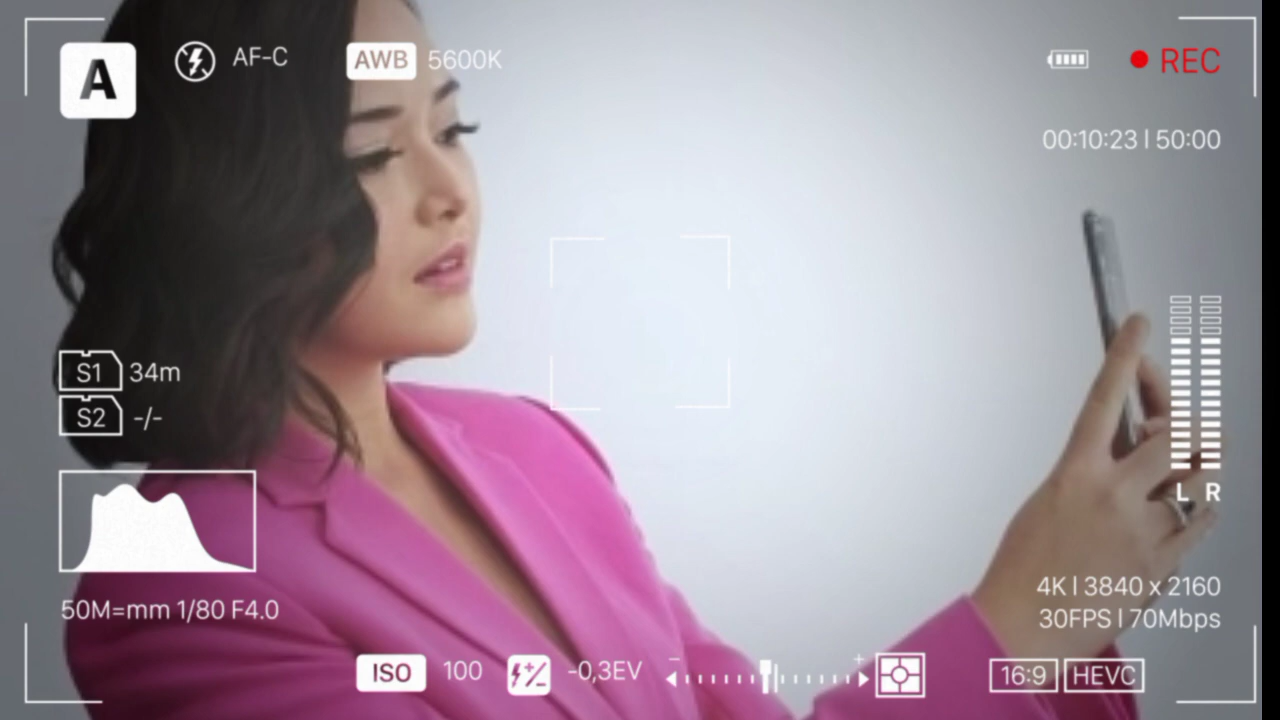 A AF-C AWB 5600K REC
00:10:23 | 50:00
S1 34m
S2 -/-
L R
50M=mm 1/80 F4.0
4K | 3840 x 2160
30FPS | 70Mbps
ISO 100 -0,3EV - + 16:9 HEVC